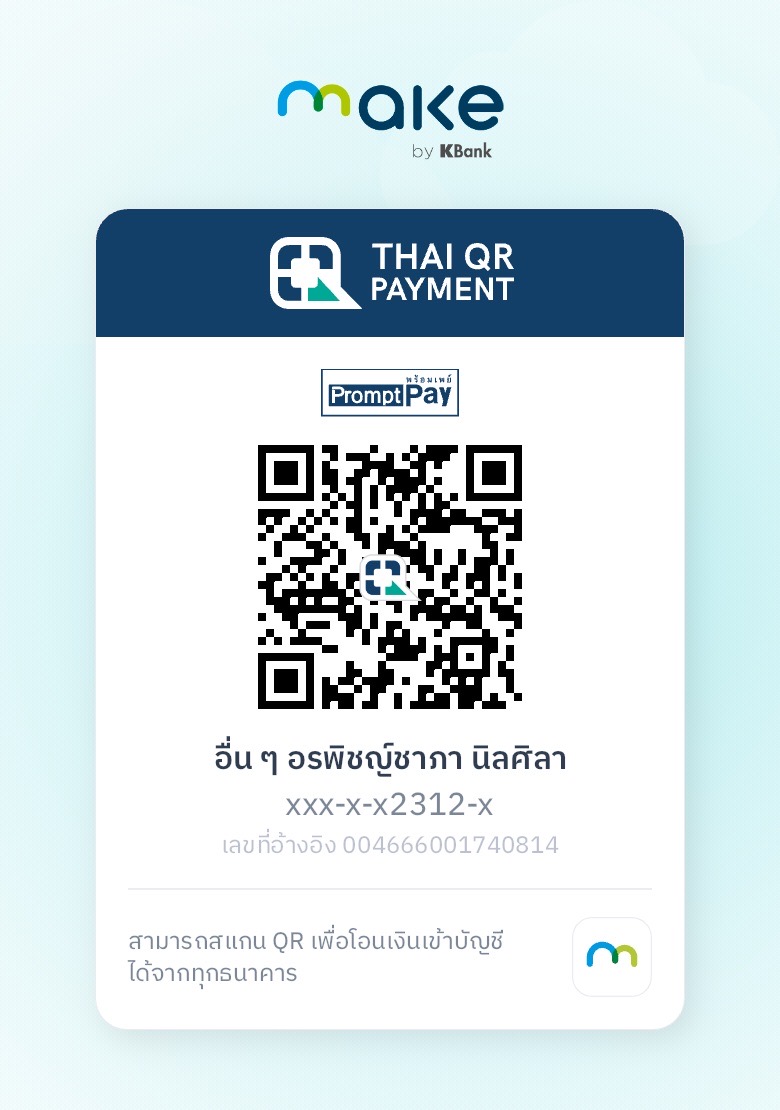 make
by KBank
THAI QR
PAYMENT
พร้อมเพย์
PromptPay
อื่น ๆ อรพิชญ์ชาภา นิลศิลา
xxx-x-x2312-x
เลขที่อ้างอิง 004666001740814
สามารถสแกน QR เพื่อโอนเงินเข้าบัญชี
ได้จากทุกธนาคาร